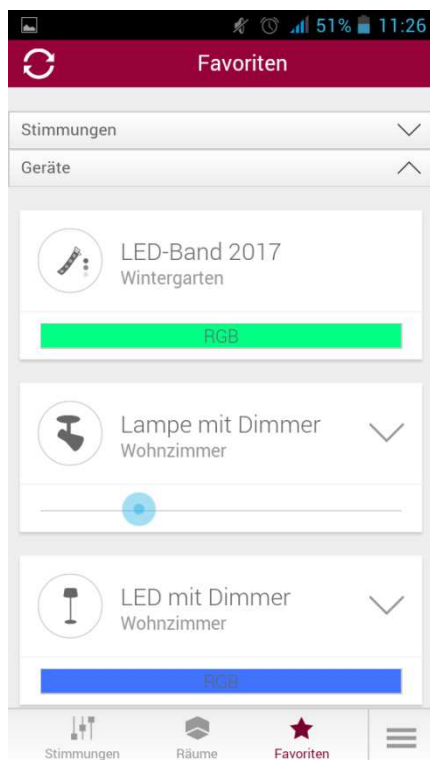 51% 11:26
Favoriten
Stimmungen
Geräte
LED-Band 2017
Wintergarten
RGB
Lampe mit Dimmer
Wohnzimmer
LED mit Dimmer
Wohnzimmer
RGB
Stimmungen Räume Favoriten